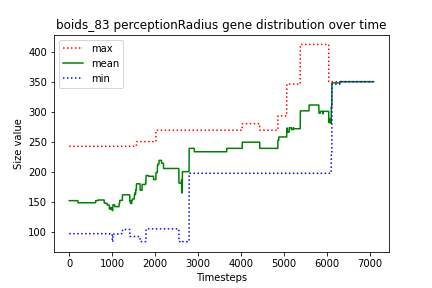 boids_83 perceptionRadius gene distribution over time
max
mean
min
Size value
400
350
300
250
200
150
100
0 1000 2000 3000 4000 5000 6000 7000
Timesteps